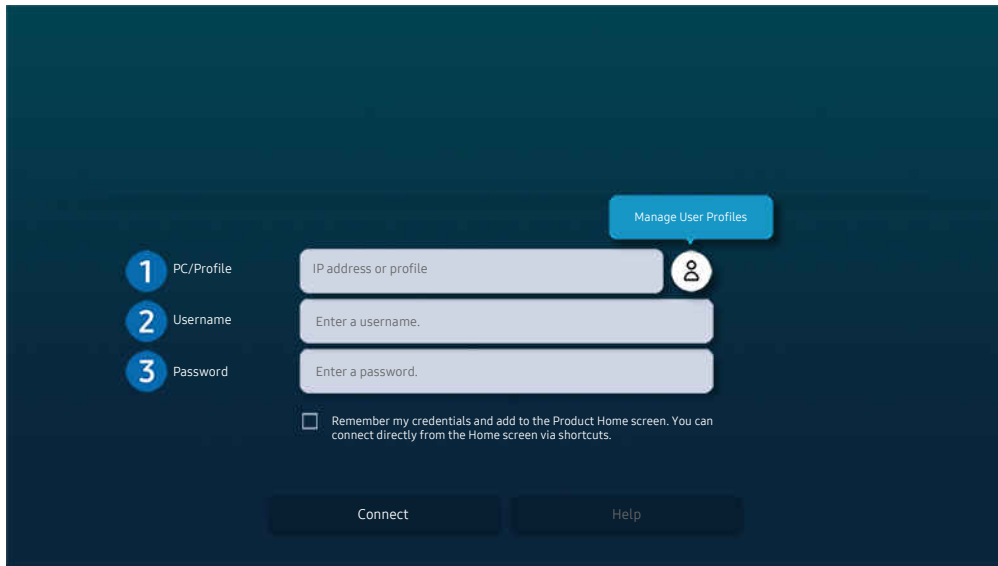 Manage User Profiles
1 PC/Profile IP address or profile
2 Username Enter a username.
3 Password Enter a password.
Remember my credentials and add to the Product Home screen. You can
connect directly from the Home screen via shortcuts.
Connect Help